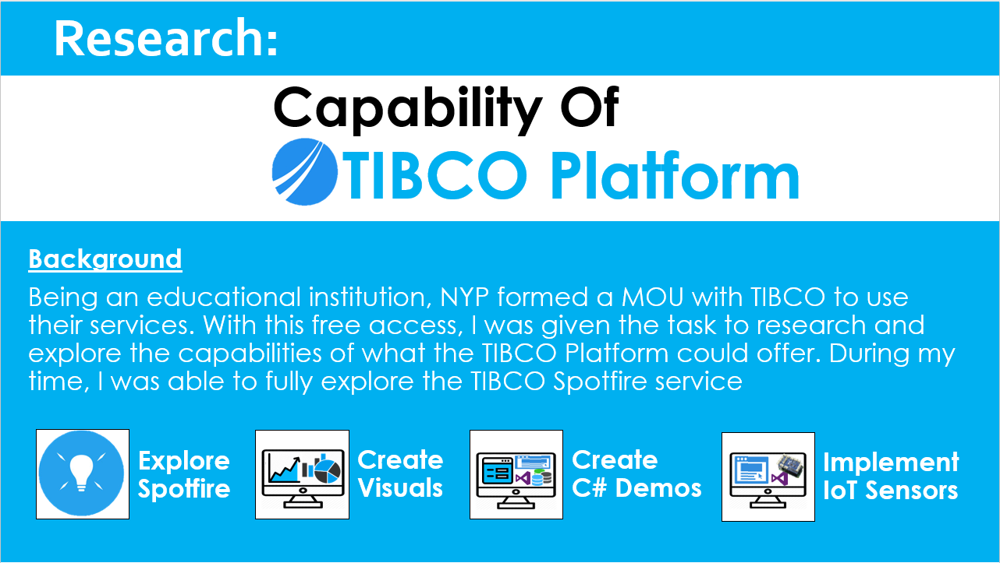 Research:
Capability Of
TIBCO Platform
Background
Being an educational institution, NYP formed a MOU with TIBCO to use
their services. With this free access, I was given the task to research and
explore the capabilities of what the TIBCO Platform could offer. During my
time, I was able to fully explore the TIBCO Spotfire service
Explore
Spotfire
Create
Visuals
Create
C# Demos
Implement
IoT Sensors